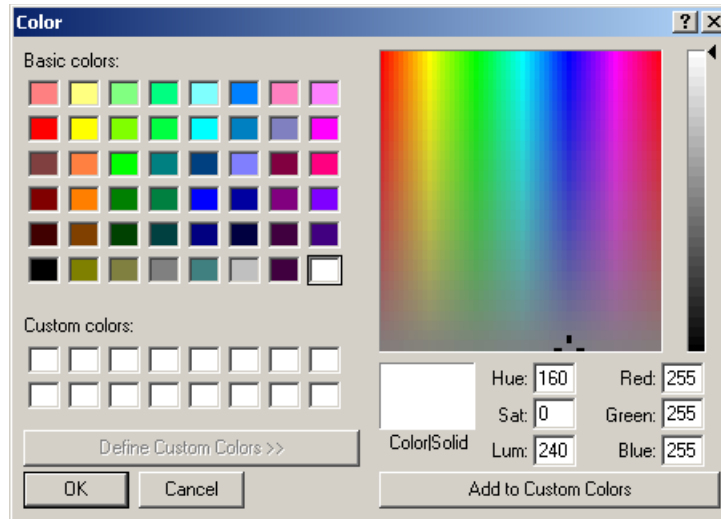 Color
Basic colors:
Custom colors:
Define Custom Colors >>
OK Cancel
Color|Solid
Hue: 160 Red: 255
Sat: 0 Green: 255
Lum: 240 Blue: 255
Add to Custom Colors